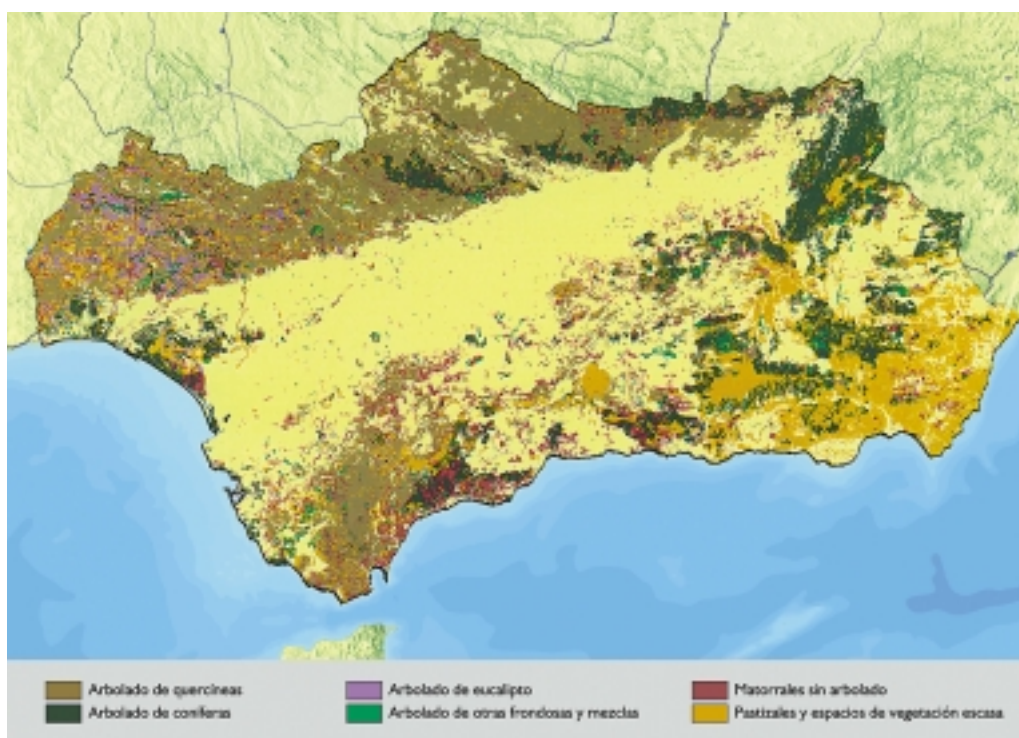 Arbolado de quercíneas
Arbolado de coníferas
Arbolado de eucalipto
Arbolado de otras frondosas y mezclas
Matorrales sin arbolado
Pastizales y espacios de vegetación escasa